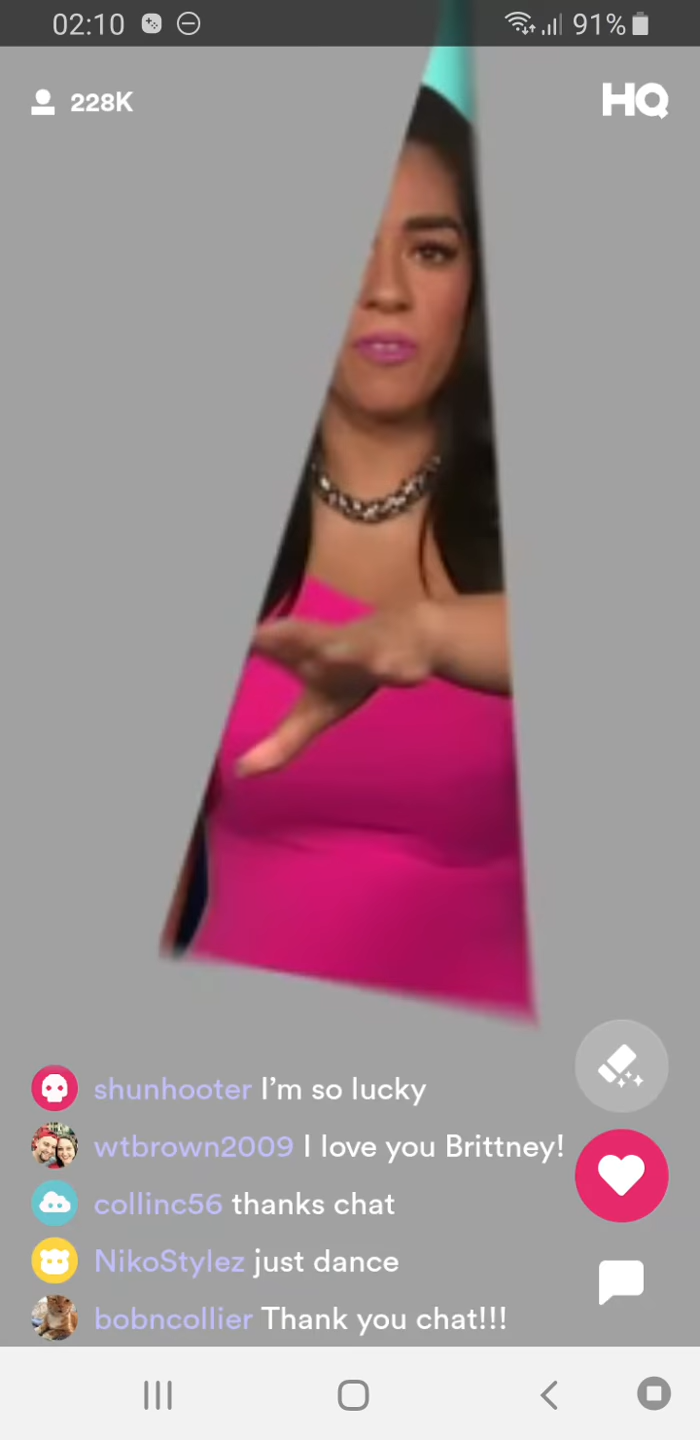 02:10 91%
228K HQ
shunhooter I’m so lucky
wtbrown2009 I love you Brittney!
collinc56 thanks chat
NikoStylez just dance
bobncollier Thank you chat!!!